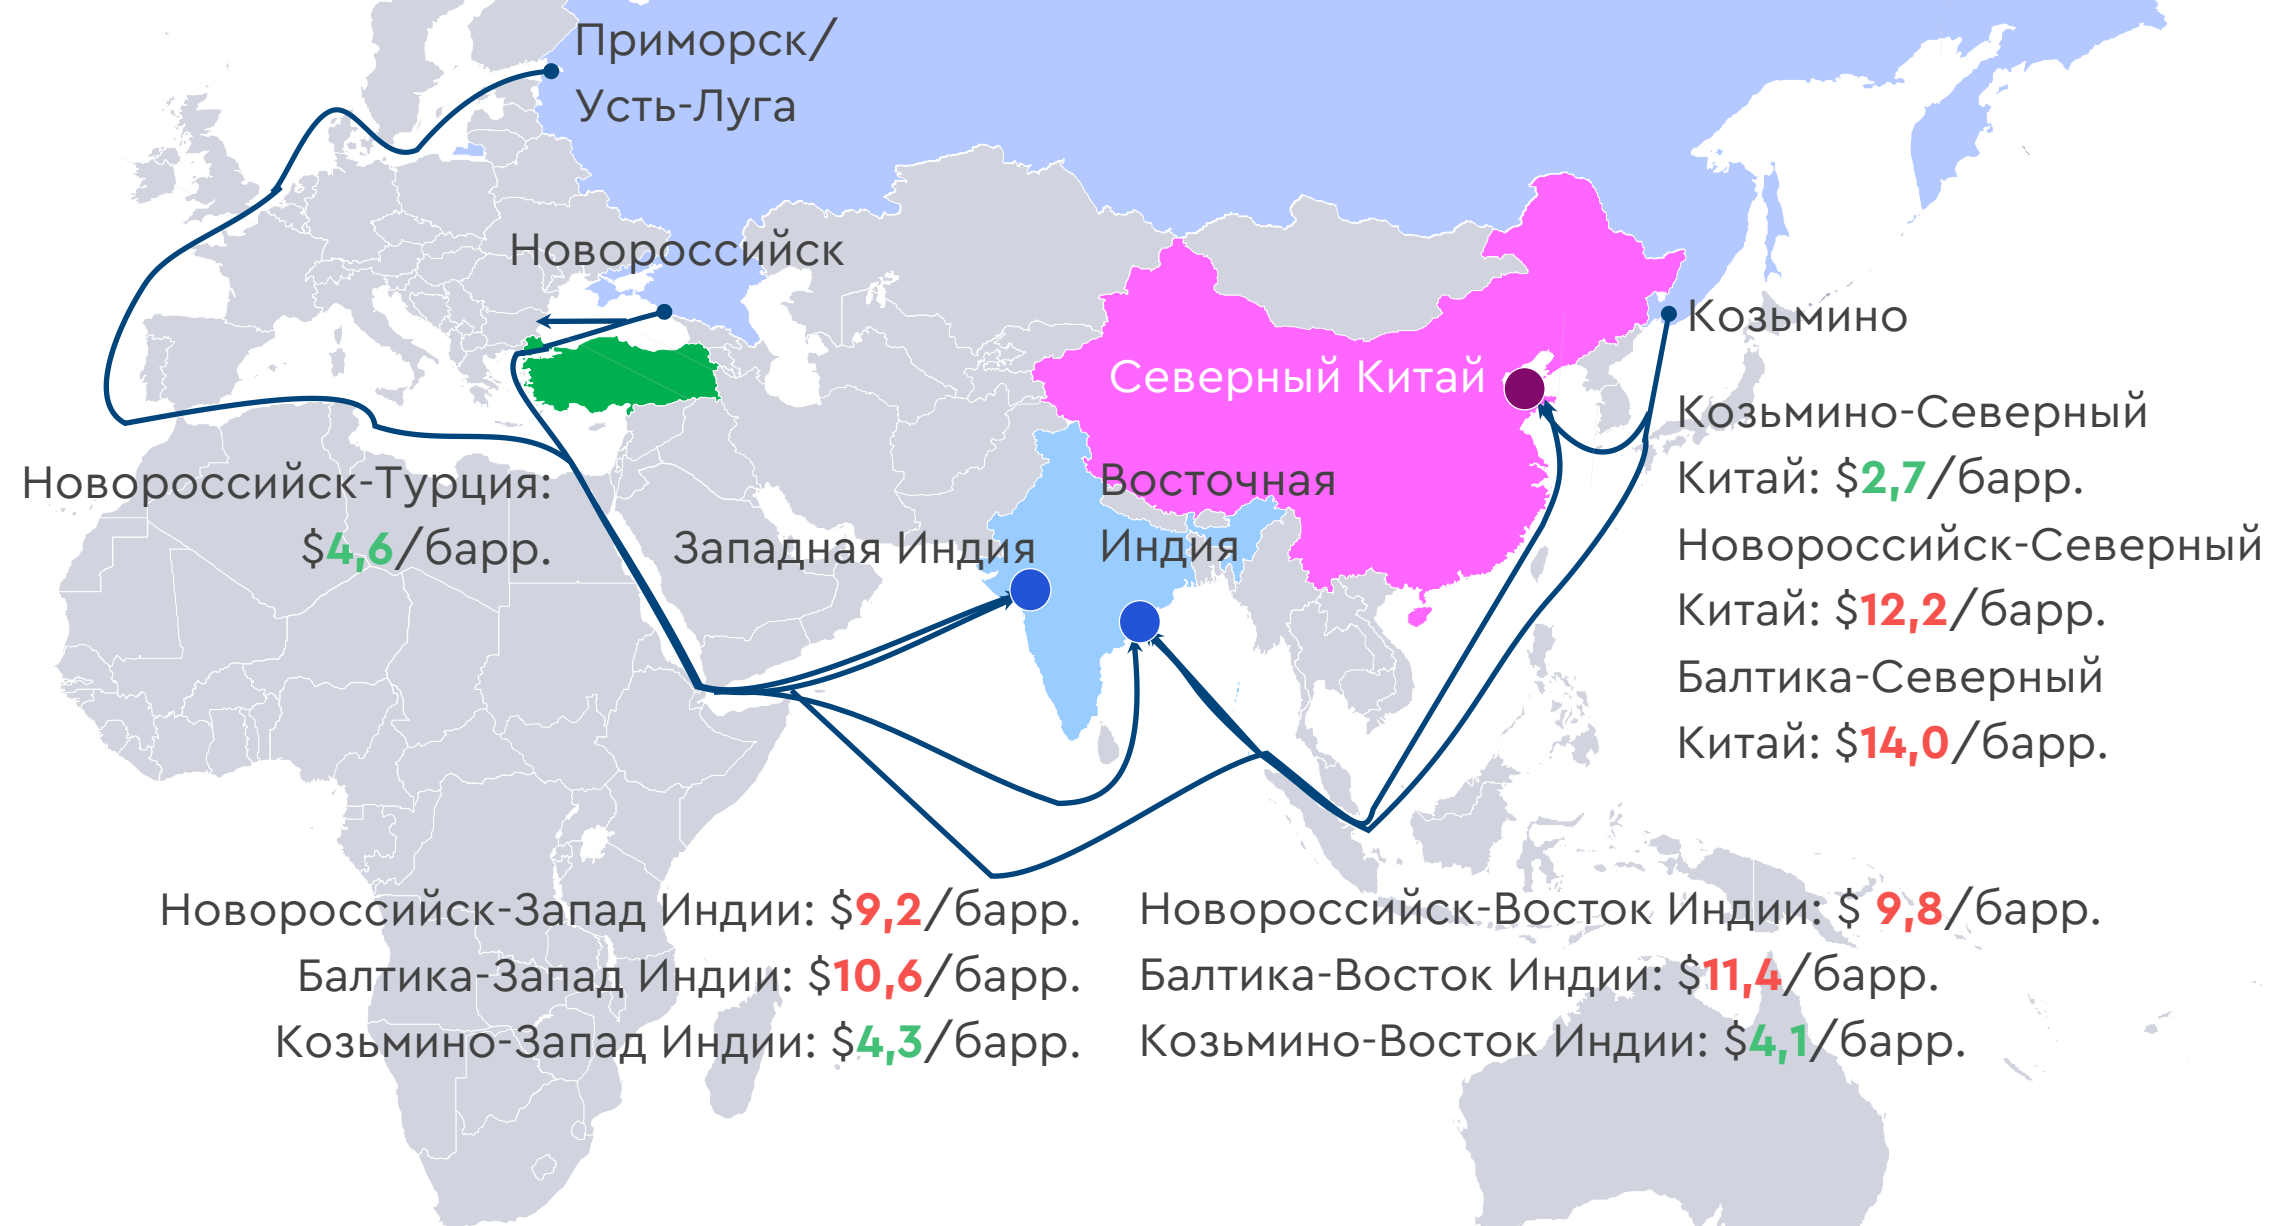 Приморск/
Усть-Луга
Новороссийск
Козьмино
Северный Китай
Козьмино-Северный
Китай: $2,7/барр.
Новороссийск-Северный
Китай: $12,2/барр.
Балтика-Северный
Китай: $14,0/барр.
Новороссийск-Турция:
$4,6/барр.
Западная Индия
Восточная
Индия
Новороссийск-Запад Индии: $9,2/барр.
Балтика-Запад Индии: $10,6/барр.
Козьмино-Запад Индии: $4,3/барр.
Новороссийск-Восток Индии: $ 9,8/барр.
Балтика-Восток Индии: $11,4/барр.
Козьмино-Восток Индии: $4,1/барр.